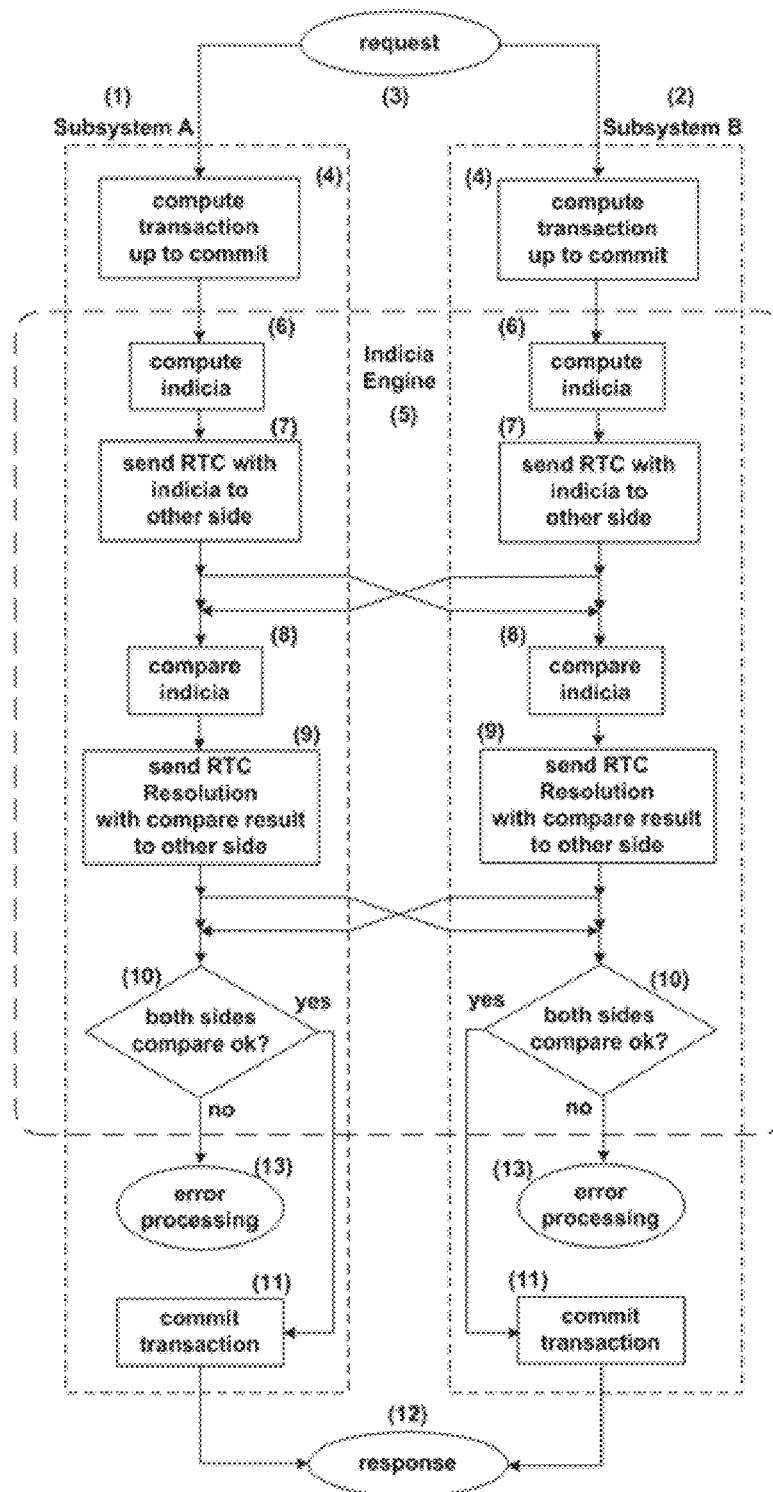 request
(1)
(3)
(2)
Subsystem A
Subsystem B
(4)
compute
transaction
up to commit
(4)
compute
transaction
up to commit
(6)
compute
indicia
Indicia
Engine
(5)
(6)
compute
indicia
(7)
send RTC with
indicia to
other side
(7)
send RTC with
indicia to
other side
(8)
compare
indicia
(8)
compare
indicia
(9)
send RTC
Resolution
with compare result
to other side
(9)
send RTC
Resolution
with compare result
to other side
(10)
both sides
compare ok?
yes
no
(10)
both sides
compare ok?
yes
no
(13)
error
processing
(13)
error
processing
(11)
commit
transaction
(11)
commit
transaction
(12)
response